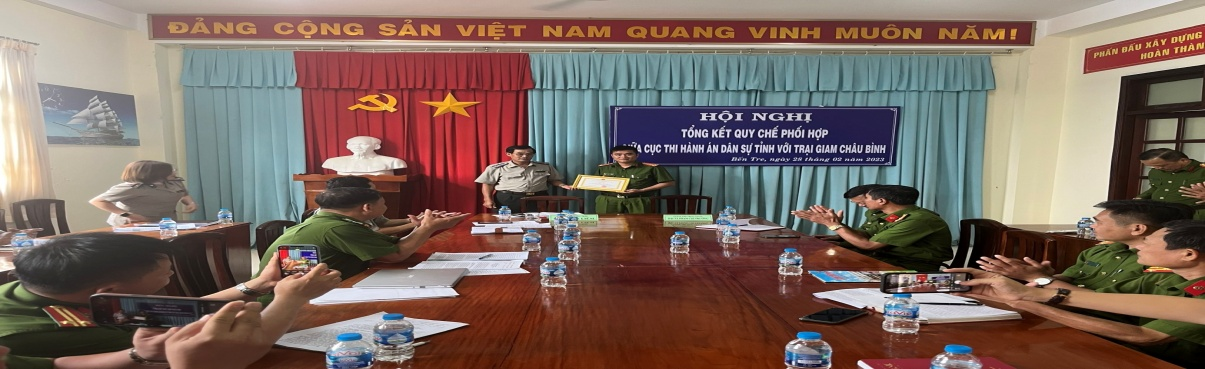 ĐẢNG CỘNG SẢN VIỆT NAM QUANG VINH MUÔN NĂM!
PHẤN ĐẤU XÂY DỰNG
HOÀN THÀN
HỘI NGHỊ
TỔNG KẾT QUY CHẾ PHỐI HỢP
GIỮA CỤC THI HÀNH ÁN DÂN SỰ TỈNH VỚI TRẠI GIAM CHÂU BÌNH
Bến Tre, ngày 28 tháng 02 năm 2023